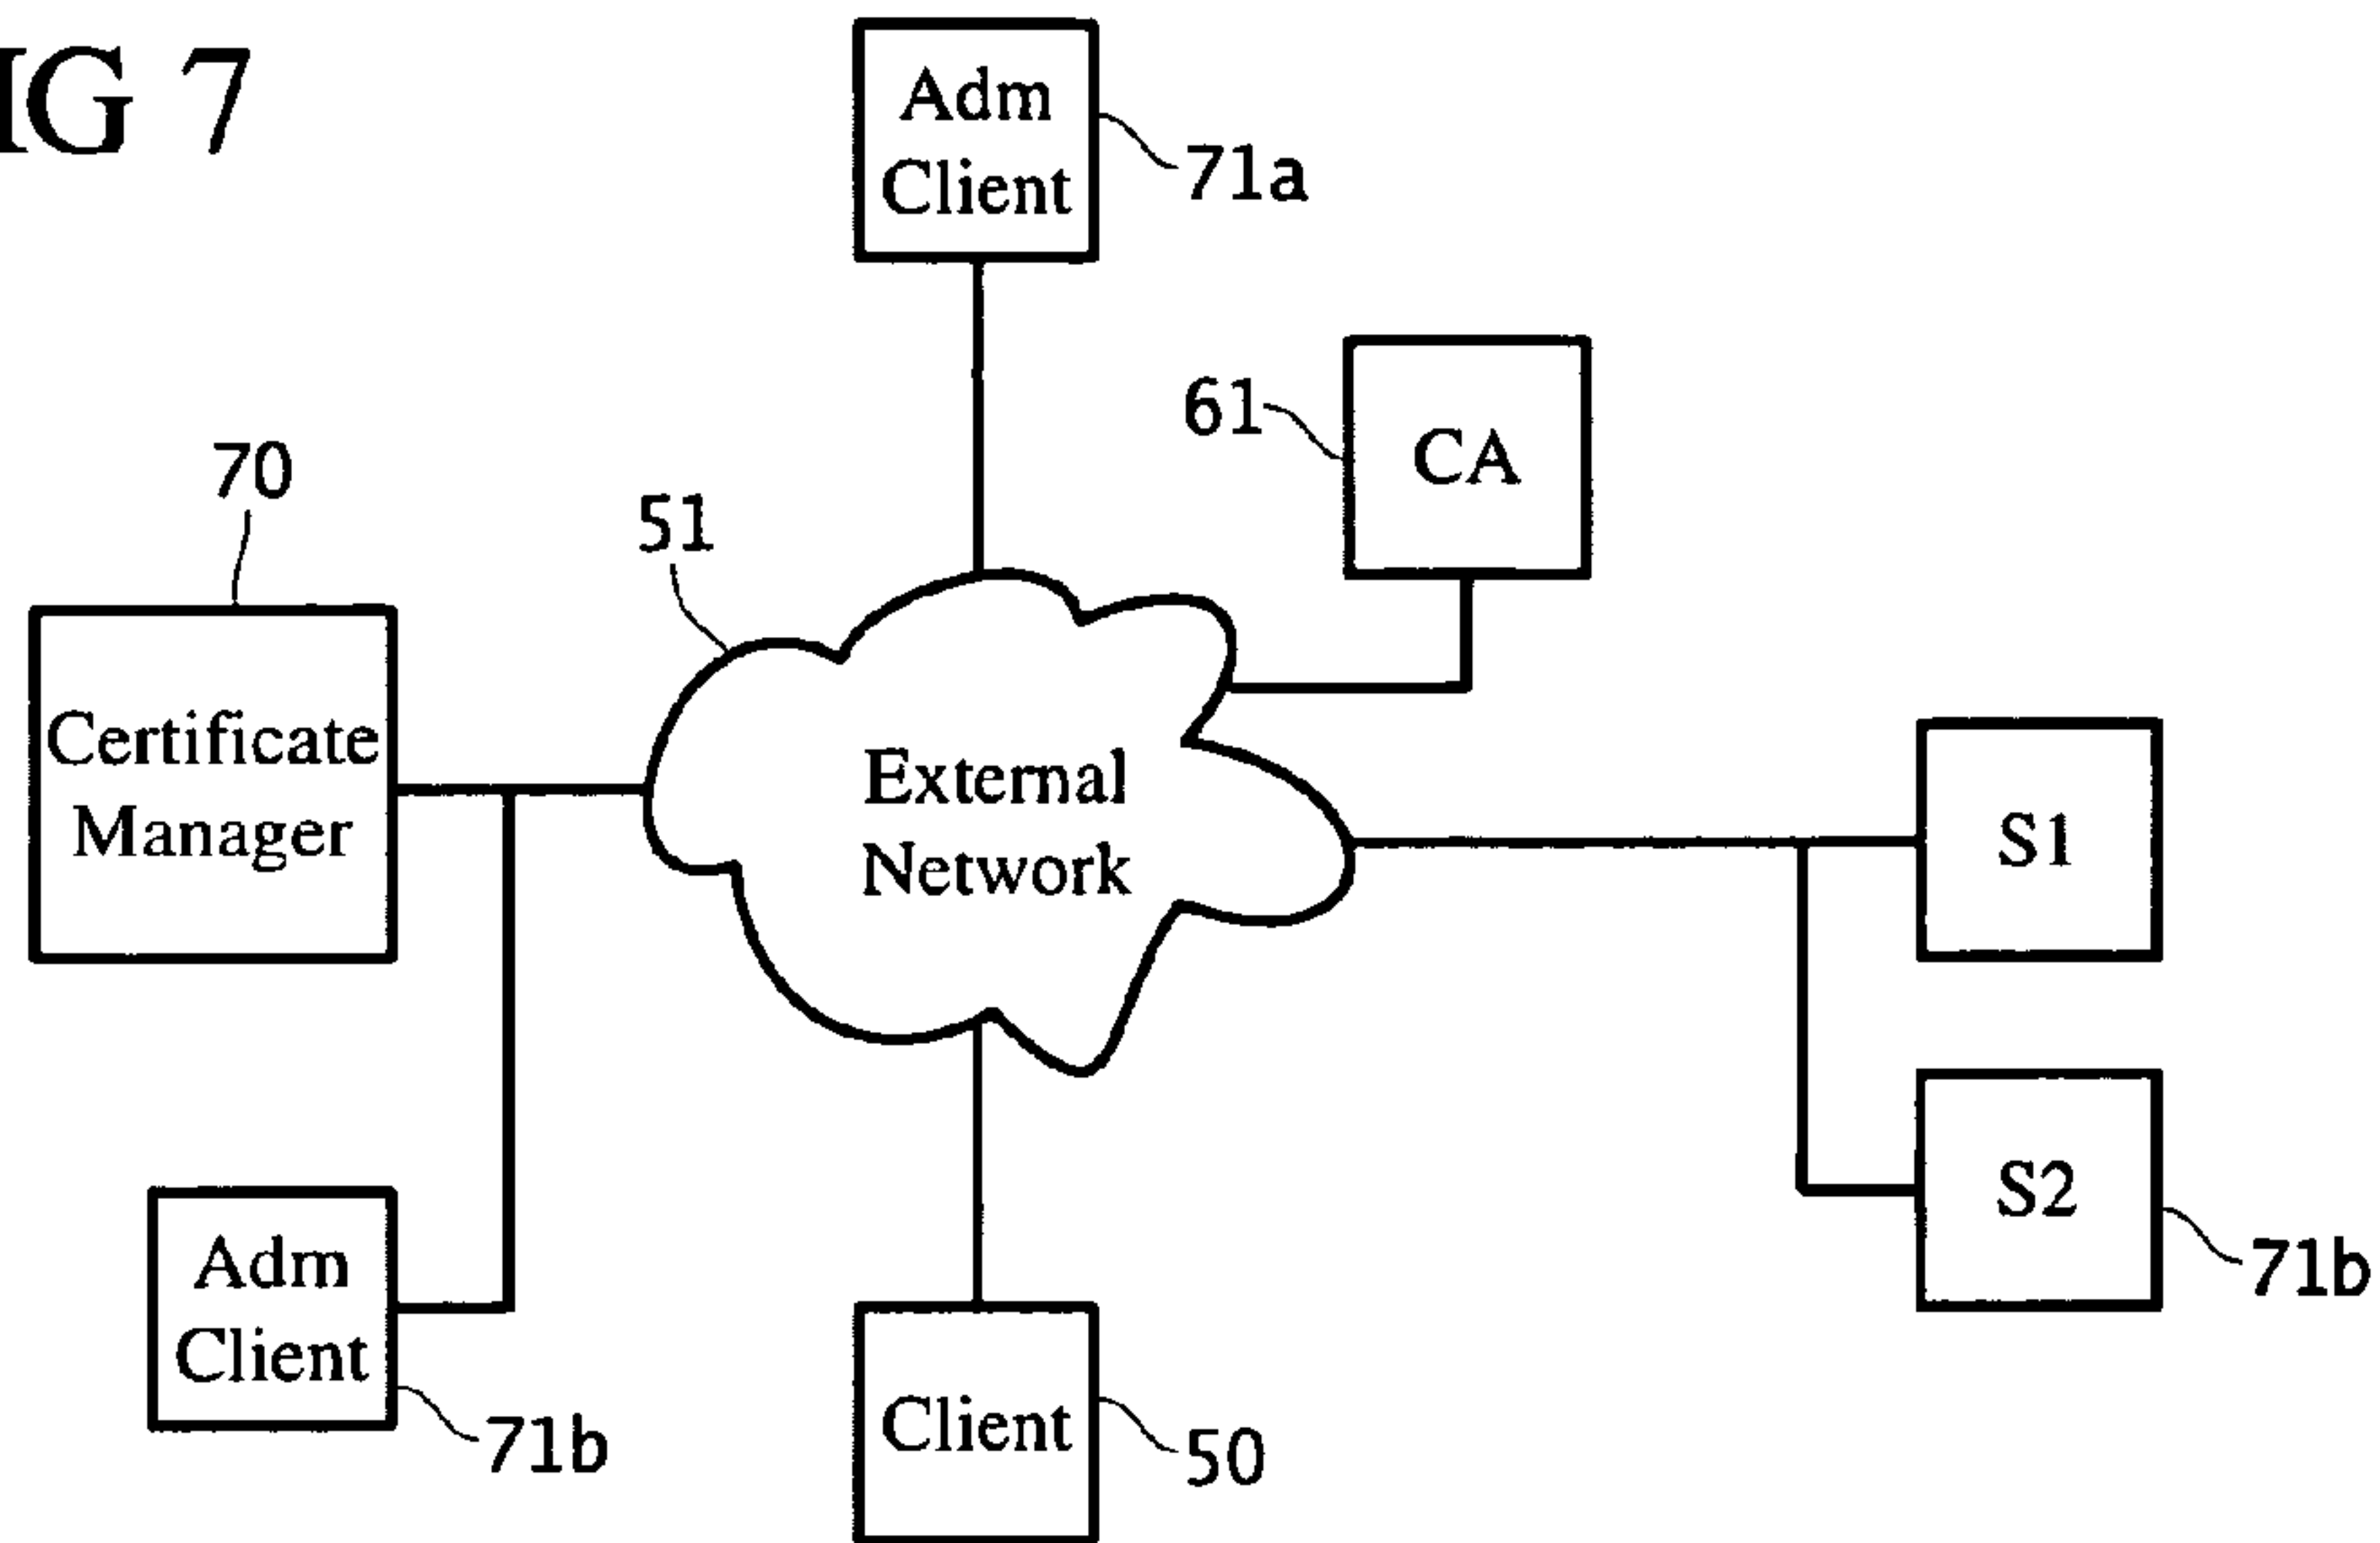 IG 7
Adm
Client
71a
61
CA
70
51
Certificate
Manager
External
Network
S1
S2
71b
Adm
Client
71b
Client
50